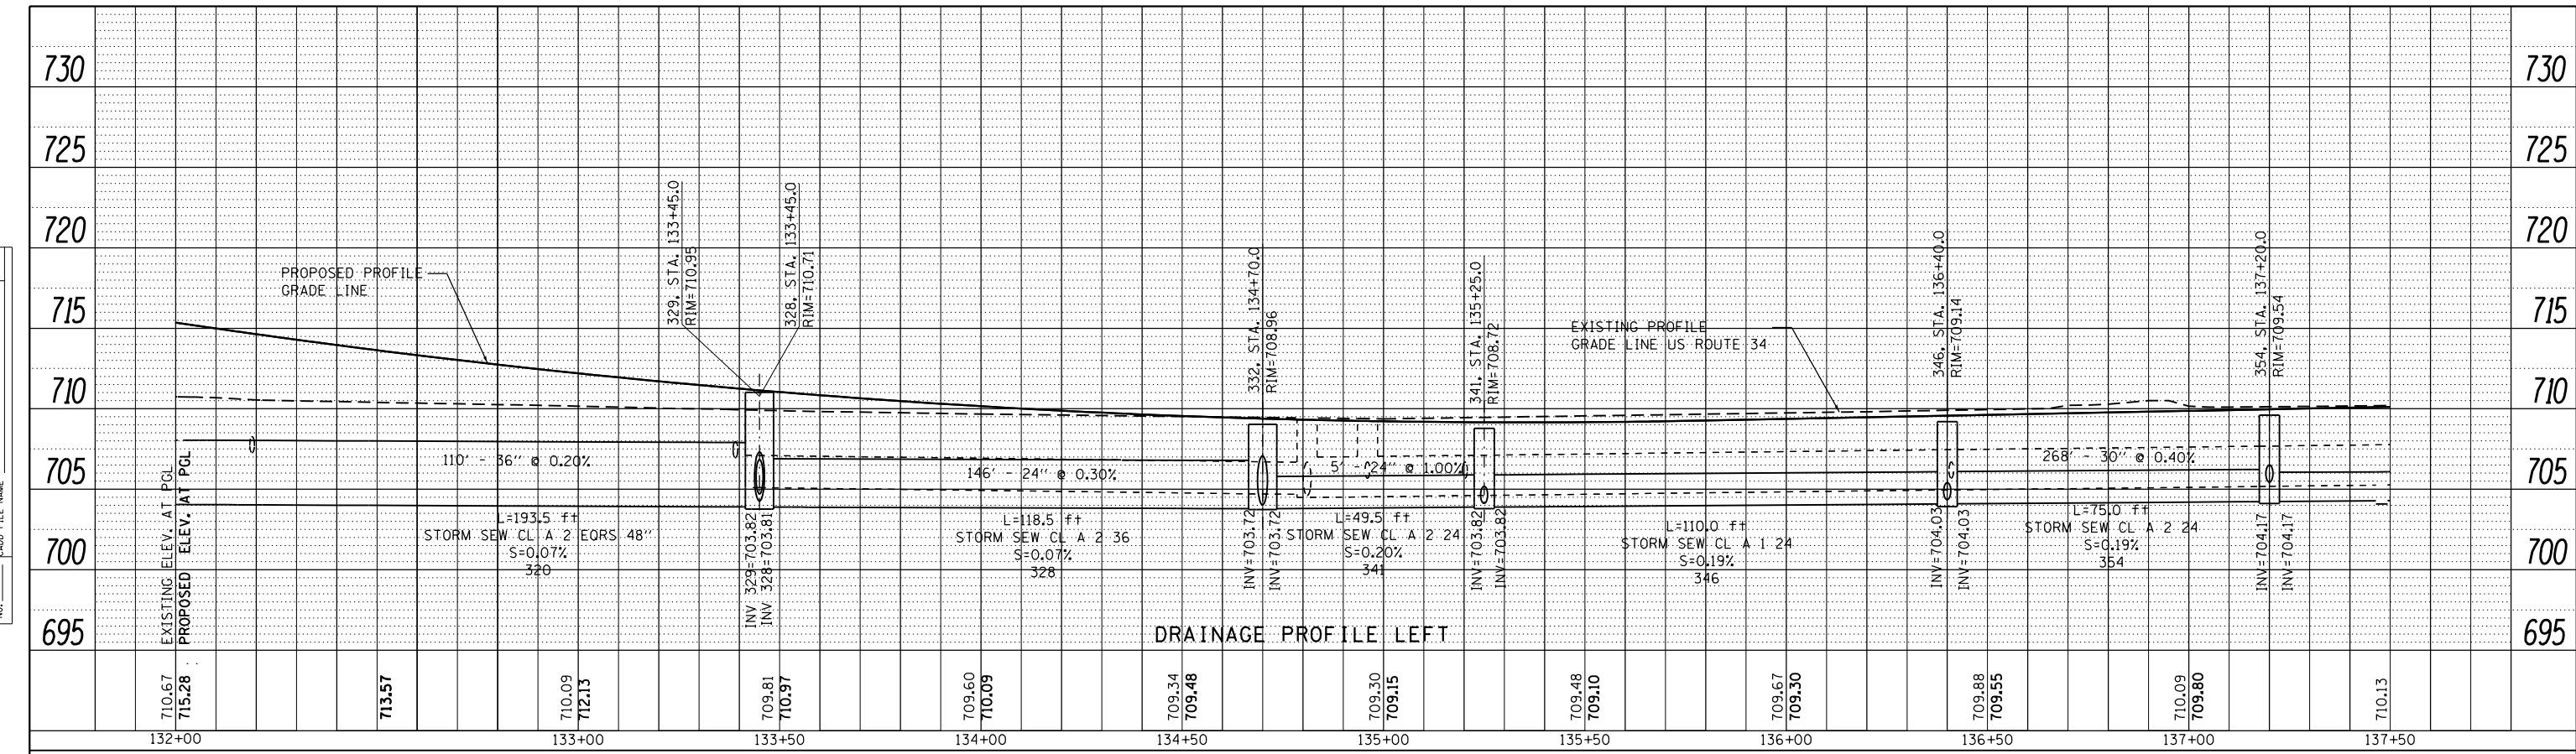 730
730
725
725
720
720
715
715
710
710
705
705
700
700
695
695
PROPOSED PROFILE
GRADE LINE
329, STA. 133+45.0
RIM=710.95
328, STA. 133+45.0
RIM=710.71
332, STA. 134+70.0
RIM=708.96
341, STA. 135+25.0
RIM=708.72
EXISTING PROFILE
GRADE LINE US ROUTE 34
346, STA. 136+40.0
RIM=709.14
354, STA. 137+20.0
RIM=709.54
110' - 36" @ 0.20%
146' - 24" @ 0.30%
5' - 24" @ 1.00%
268' 30" @ 0.40%
L=193.5 ft
STORM SEW CL A 2 EQRS 48"
S=0.07%
320
INV 329=703.82
INV 328=703.81
L=118.5 ft
STORM SEW CL A 2 36
S=0.07%
328
INV=703.72
INV=703.72
L=49.5 ft
STORM SEW CL A 2 24
S=0.20%
341
INV=703.82
INV=703.82
L=110.0 ft
STORM SEW CL A 1 24
S=0.19%
346
INV=704.03
INV=704.03
L=75.0 ft
STORM SEW CL A 2 24
S=0.19%
354
INV=704.17
INV=704.17
EXISTING ELEV. AT PGL
PROPOSED ELEV. AT PGL
DRAINAGE PROFILE LEFT
710.67
715.28
713.57
710.09
712.13
709.81
710.97
709.60
710.09
709.34
709.48
709.30
709.15
709.48
709.10
709.67
709.30
709.88
709.55
710.09
709.80
710.13
132+00
133+00
133+50
134+00
134+50
135+00
135+50
136+00
136+50
137+00
137+50
CADD FILE NAME
NO.